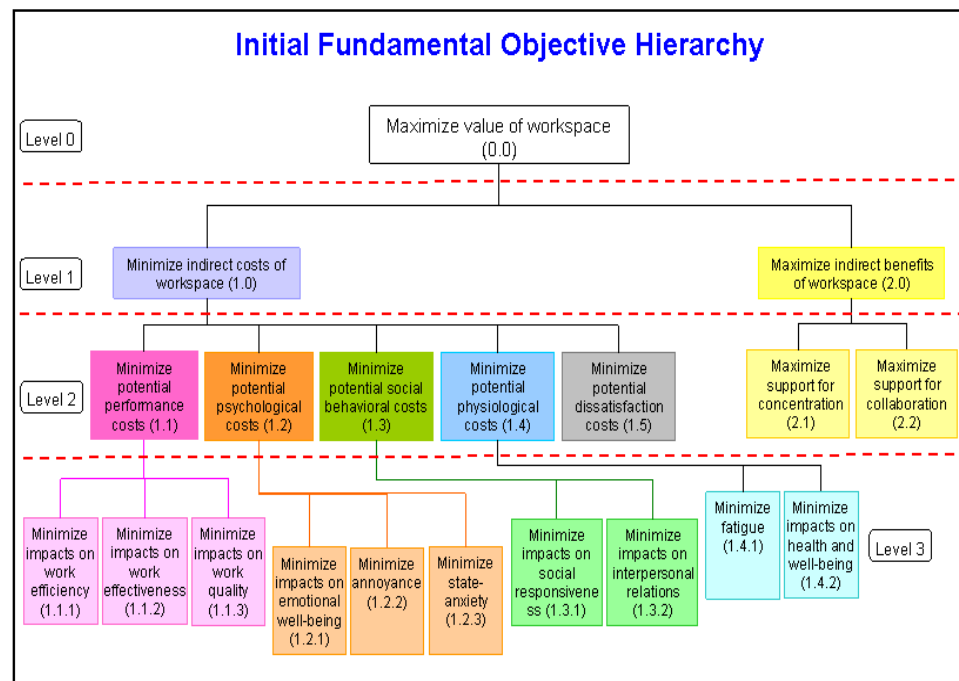 Initial Fundamental Objective Hierarchy
Level 0
Maximize value of workspace
(0.0)
Level 1
Minimize indirect costs of
workspace (1.0)
Maximize indirect benefits
of workspace (2.0)
Level 2
Minimize
potential
performance
costs (1.1)
Minimize
potential
psychological
costs (1.2)
Minimize
potential social
behavioral costs
(1.3)
Minimize
potential
physiological
costs (1.4)
Minimize
potential
dissatisfaction
costs (1.5)
Maximize
support for
concentration
(2.1)
Maximize
support for
collaboration
(2.2)
Minimize
impacts on
work
efficiency
(1.1.1)
Minimize
impacts on
work
effectiveness
(1.1.2)
Minimize
impacts on
work
quality
(1.1.3)
Minimize
impacts on
emotional
well-being
(1.2.1)
Minimize
annoyance
(1.2.2)
Minimize
state-
anxiety
(1.2.3)
Minimize
impacts on
social
responsivene
ss (1.3.1)
Minimize
impacts on
interpersonal
relations
(1.3.2)
Minimize
fatigue
(1.4.1)
Minimize
impacts on
health and
well-being
(1.4.2)
Level 3